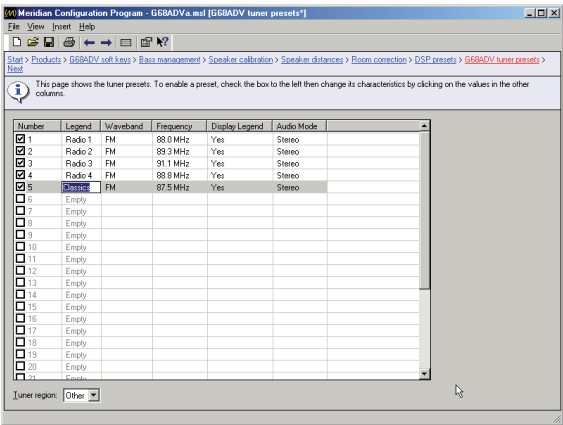 Meridian Configuration Program - G68ADVa.msl [G68ADV tuner presets*]
File View Insert Help
Start > Products > G68ADV soft keys > Bass management > Speaker calibration > Speaker distances > Room correction > DSP presets > G68ADV tuner presets >
Next
This page shows the tuner presets. To enable a preset, check the box to the left then change its characteristics by clicking on the values in the other
columns.
Number Legend Waveband Frequency Display Legend Audio Mode
1 Radio 1 FM 88.0 MHz Yes Stereo
2 Radio 2 FM 89.3 MHz Yes Stereo
3 Radio 3 FM 91.1 MHz Yes Stereo
4 Radio 4 FM 88.8 MHz Yes Stereo
5 Classics FM 87.5 MHz Yes Stereo
6 Empty
7 Empty
8 Empty
9 Empty
10 Empty
11 Empty
12 Empty
13 Empty
14 Empty
15 Empty
16 Empty
17 Empty
18 Empty
19 Empty
20 Empty
21 Empty
Tuner region: Other